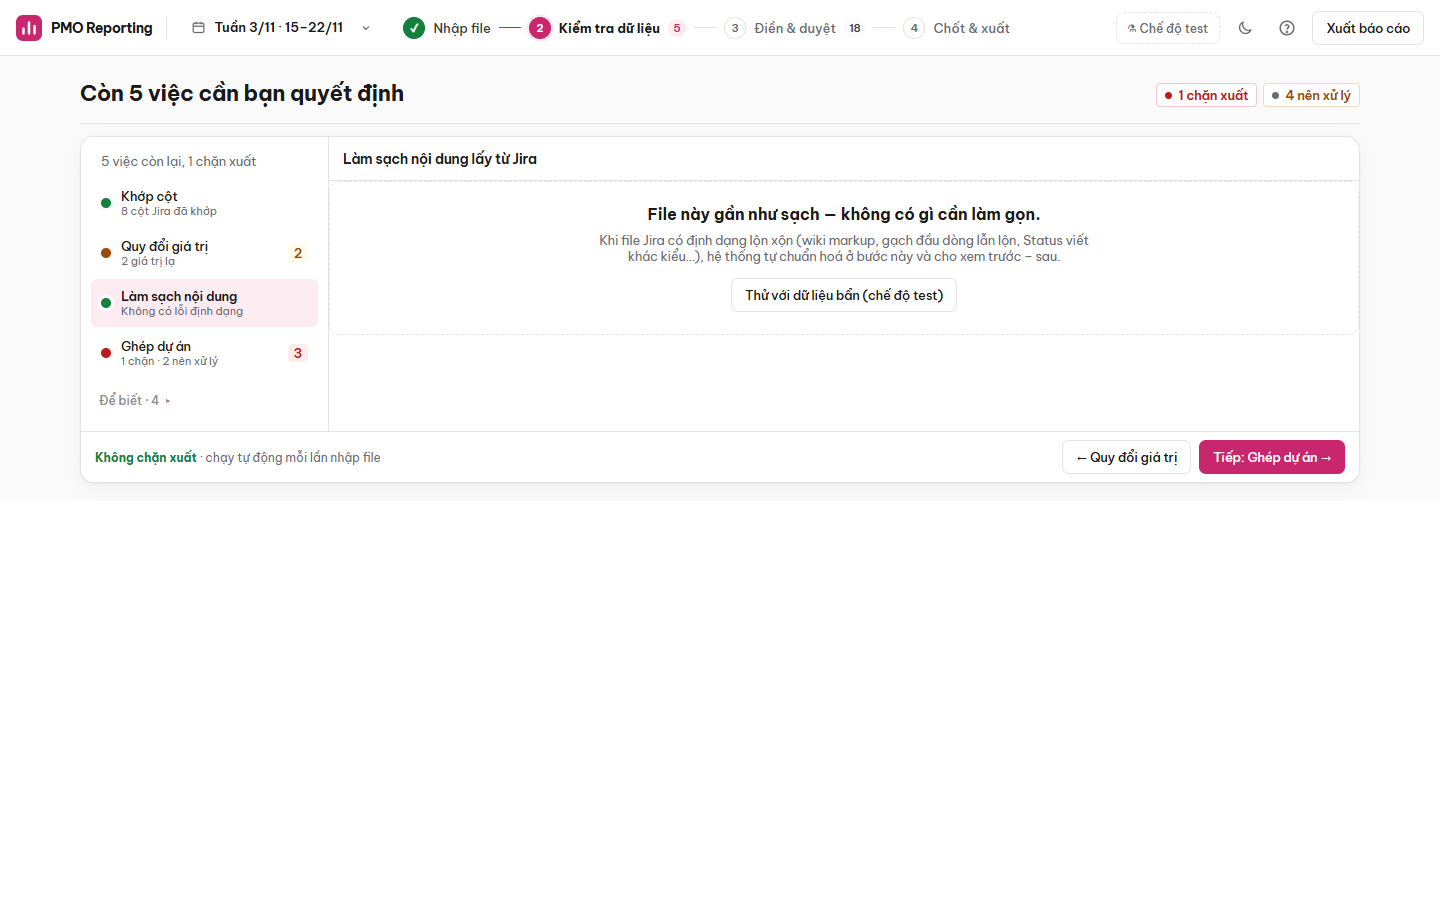 PMO Reporting
Tuần 3/11 · 15–22/11
Nhập file
2 Kiểm tra dữ liệu 5
3 Điền & duyệt 18
4 Chốt & xuất
Chế độ test
Xuất báo cáo
Còn 5 việc cần bạn quyết định
1 chặn xuất
4 nên xử lý
5 việc còn lại, 1 chặn xuất
Khớp cột
8 cột Jira đã khớp
Quy đổi giá trị
2 giá trị lạ
2
Làm sạch nội dung
Không có lỗi định dạng
Ghép dự án
1 chặn · 2 nên xử lý
3
Để biết · 4 ▸
Làm sạch nội dung lấy từ Jira
File này gần như sạch — không có gì cần làm gọn.
Khi file Jira có định dạng lộn xộn (wiki markup, gạch đầu dòng lẫn lộn, Status viết
khác kiểu…), hệ thống tự chuẩn hoá ở bước này và cho xem trước – sau.
Thử với dữ liệu bẩn (chế độ test)
Không chặn xuất · chạy tự động mỗi lần nhập file
← Quy đổi giá trị
Tiếp: Ghép dự án →